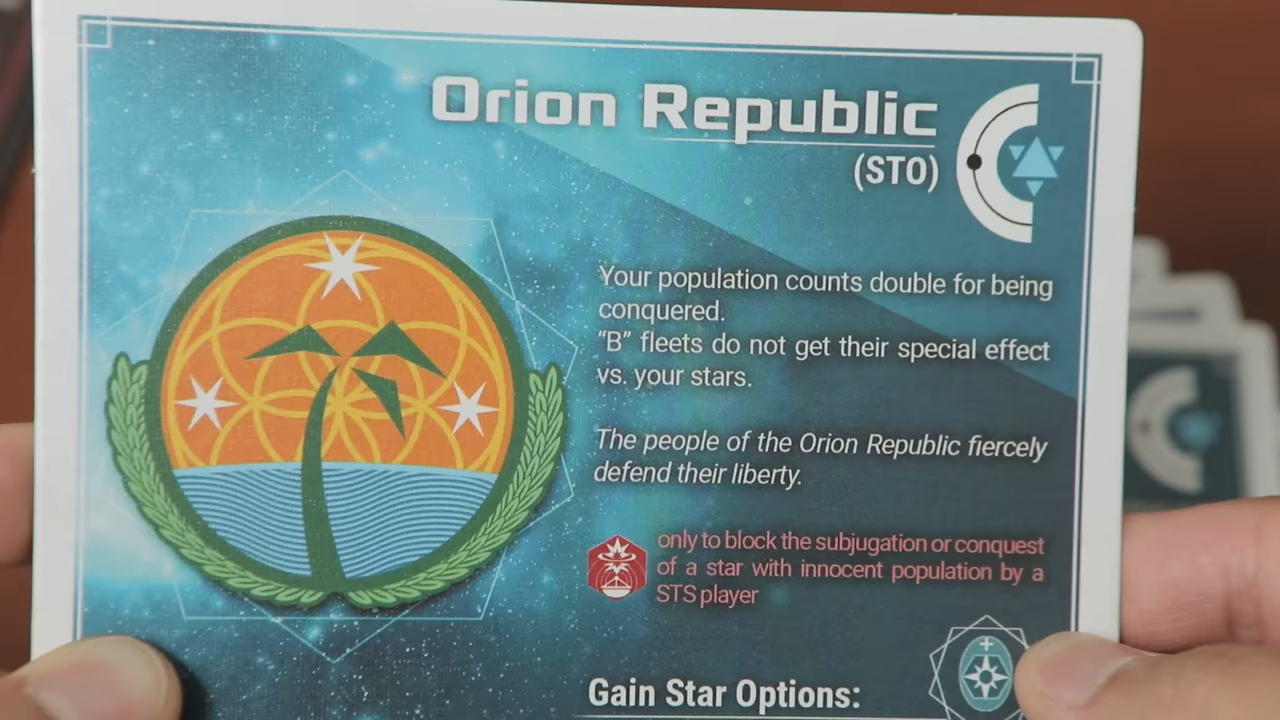 Orion Republic
(STO)
Your population counts double for being
conquered.
“B” fleets do not get their special effect
vs. your stars.
The people of the Orion Republic fiercely
defend their liberty.
only to block the subjugation or conquest
of a star with innocent population by a
STS player
Gain Star Options: